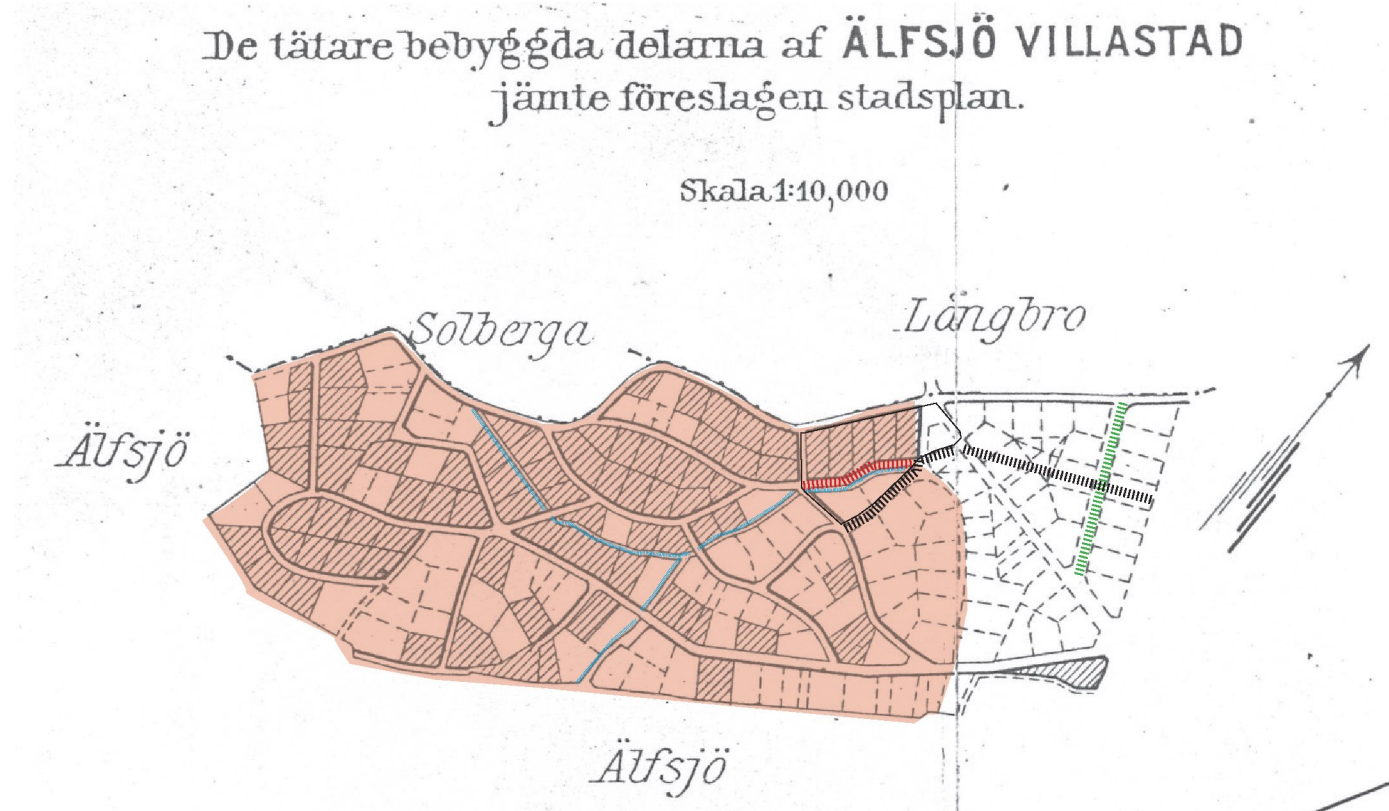 De tätare bebyggda delarna af ÄLFSJÖ VILLASTAD
jämte föreslagen stadsplan.
Skala 1:10,000
Solberga
Långbro
Älfsjö
Älfsjö